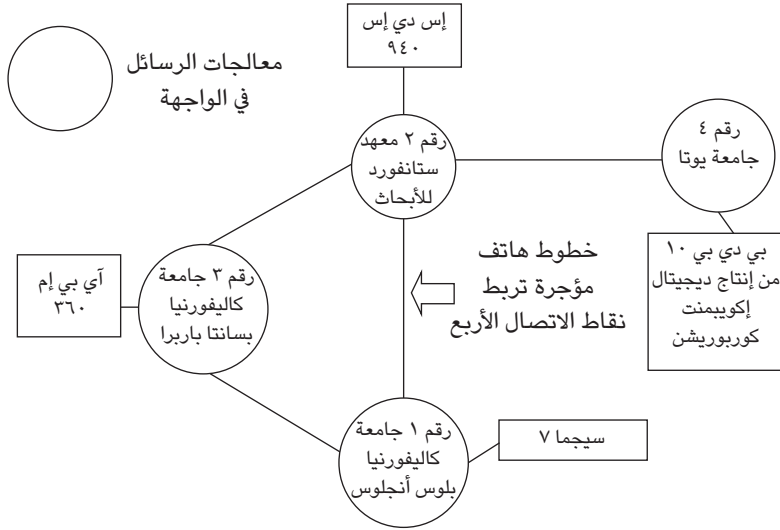 إس دي إس
٩٤٠
معالجات الرسائل
في الواجهة
رقم ٢ معهد
ستانفورد
للأبحاث
رقم ٤
جامعة يوتا
بي دي بي ١٠
من إنتاج ديجيتال
إكويبمنت
كوربوريشن
خطوط هاتف
مؤجرة تربط
نقاط الاتصال الأربع
رقم ٣ جامعة
كاليفورنيا
بسانتا باربرا
آي بي إم
٣٦٠
رقم ١ جامعة
كاليفورنيا
بلوس أنجلوس
سيجما ٧